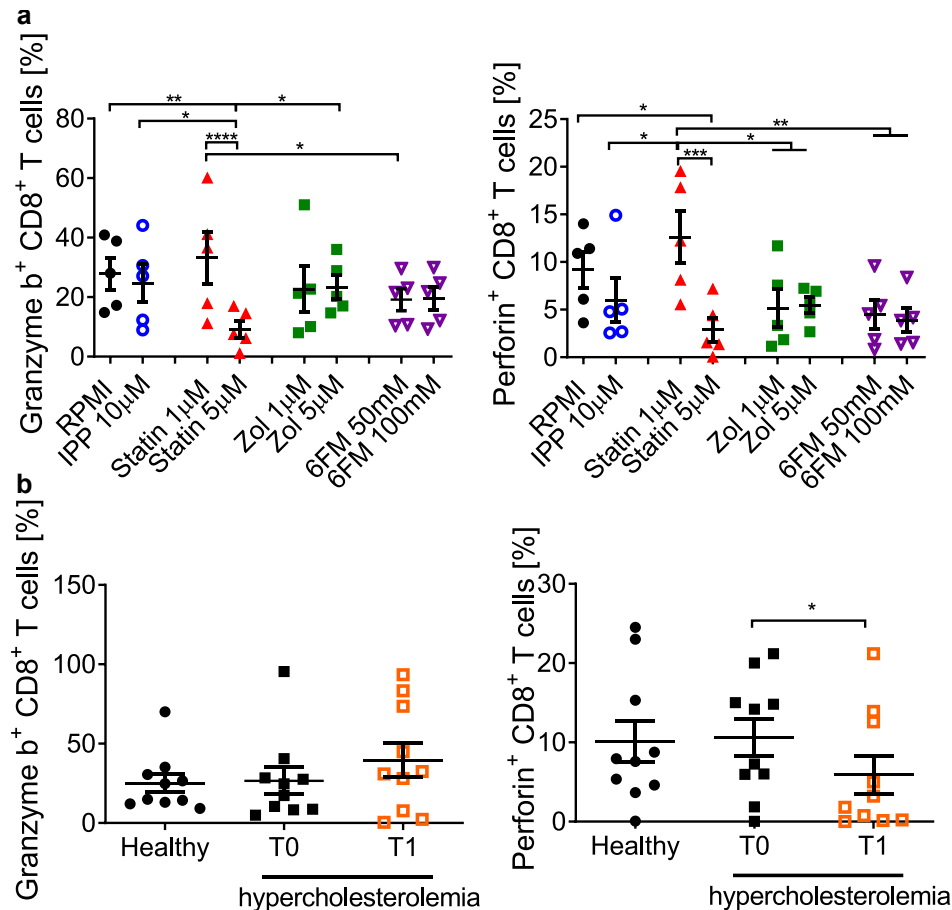 a
Granzyme b⁺ CD8⁺ T cells [%]
80
60
40
20
0
** *
*
****
*
RPMI
IPP 10μM
Statin 1μM
Statin 5μM
Zol 1μM
Zol 5μM
6FM 50mM
6FM 100mM
Perforin⁺ CD8⁺ T cells [%]
25
20
15
10
5
0
*
**
* *
***
RPMI
IPP 10μM
Statin 1μM
Statin 5μM
Zol 1μM
Zol 5μM
6FM 50mM
6FM 100mM
b
Granzyme b⁺ CD8⁺ T cells [%]
150
100
50
0
Healthy T0 T1
hypercholesterolemia
Perforin⁺ CD8⁺ T cells [%]
30
20
10
0
*
Healthy T0 T1
hypercholesterolemia